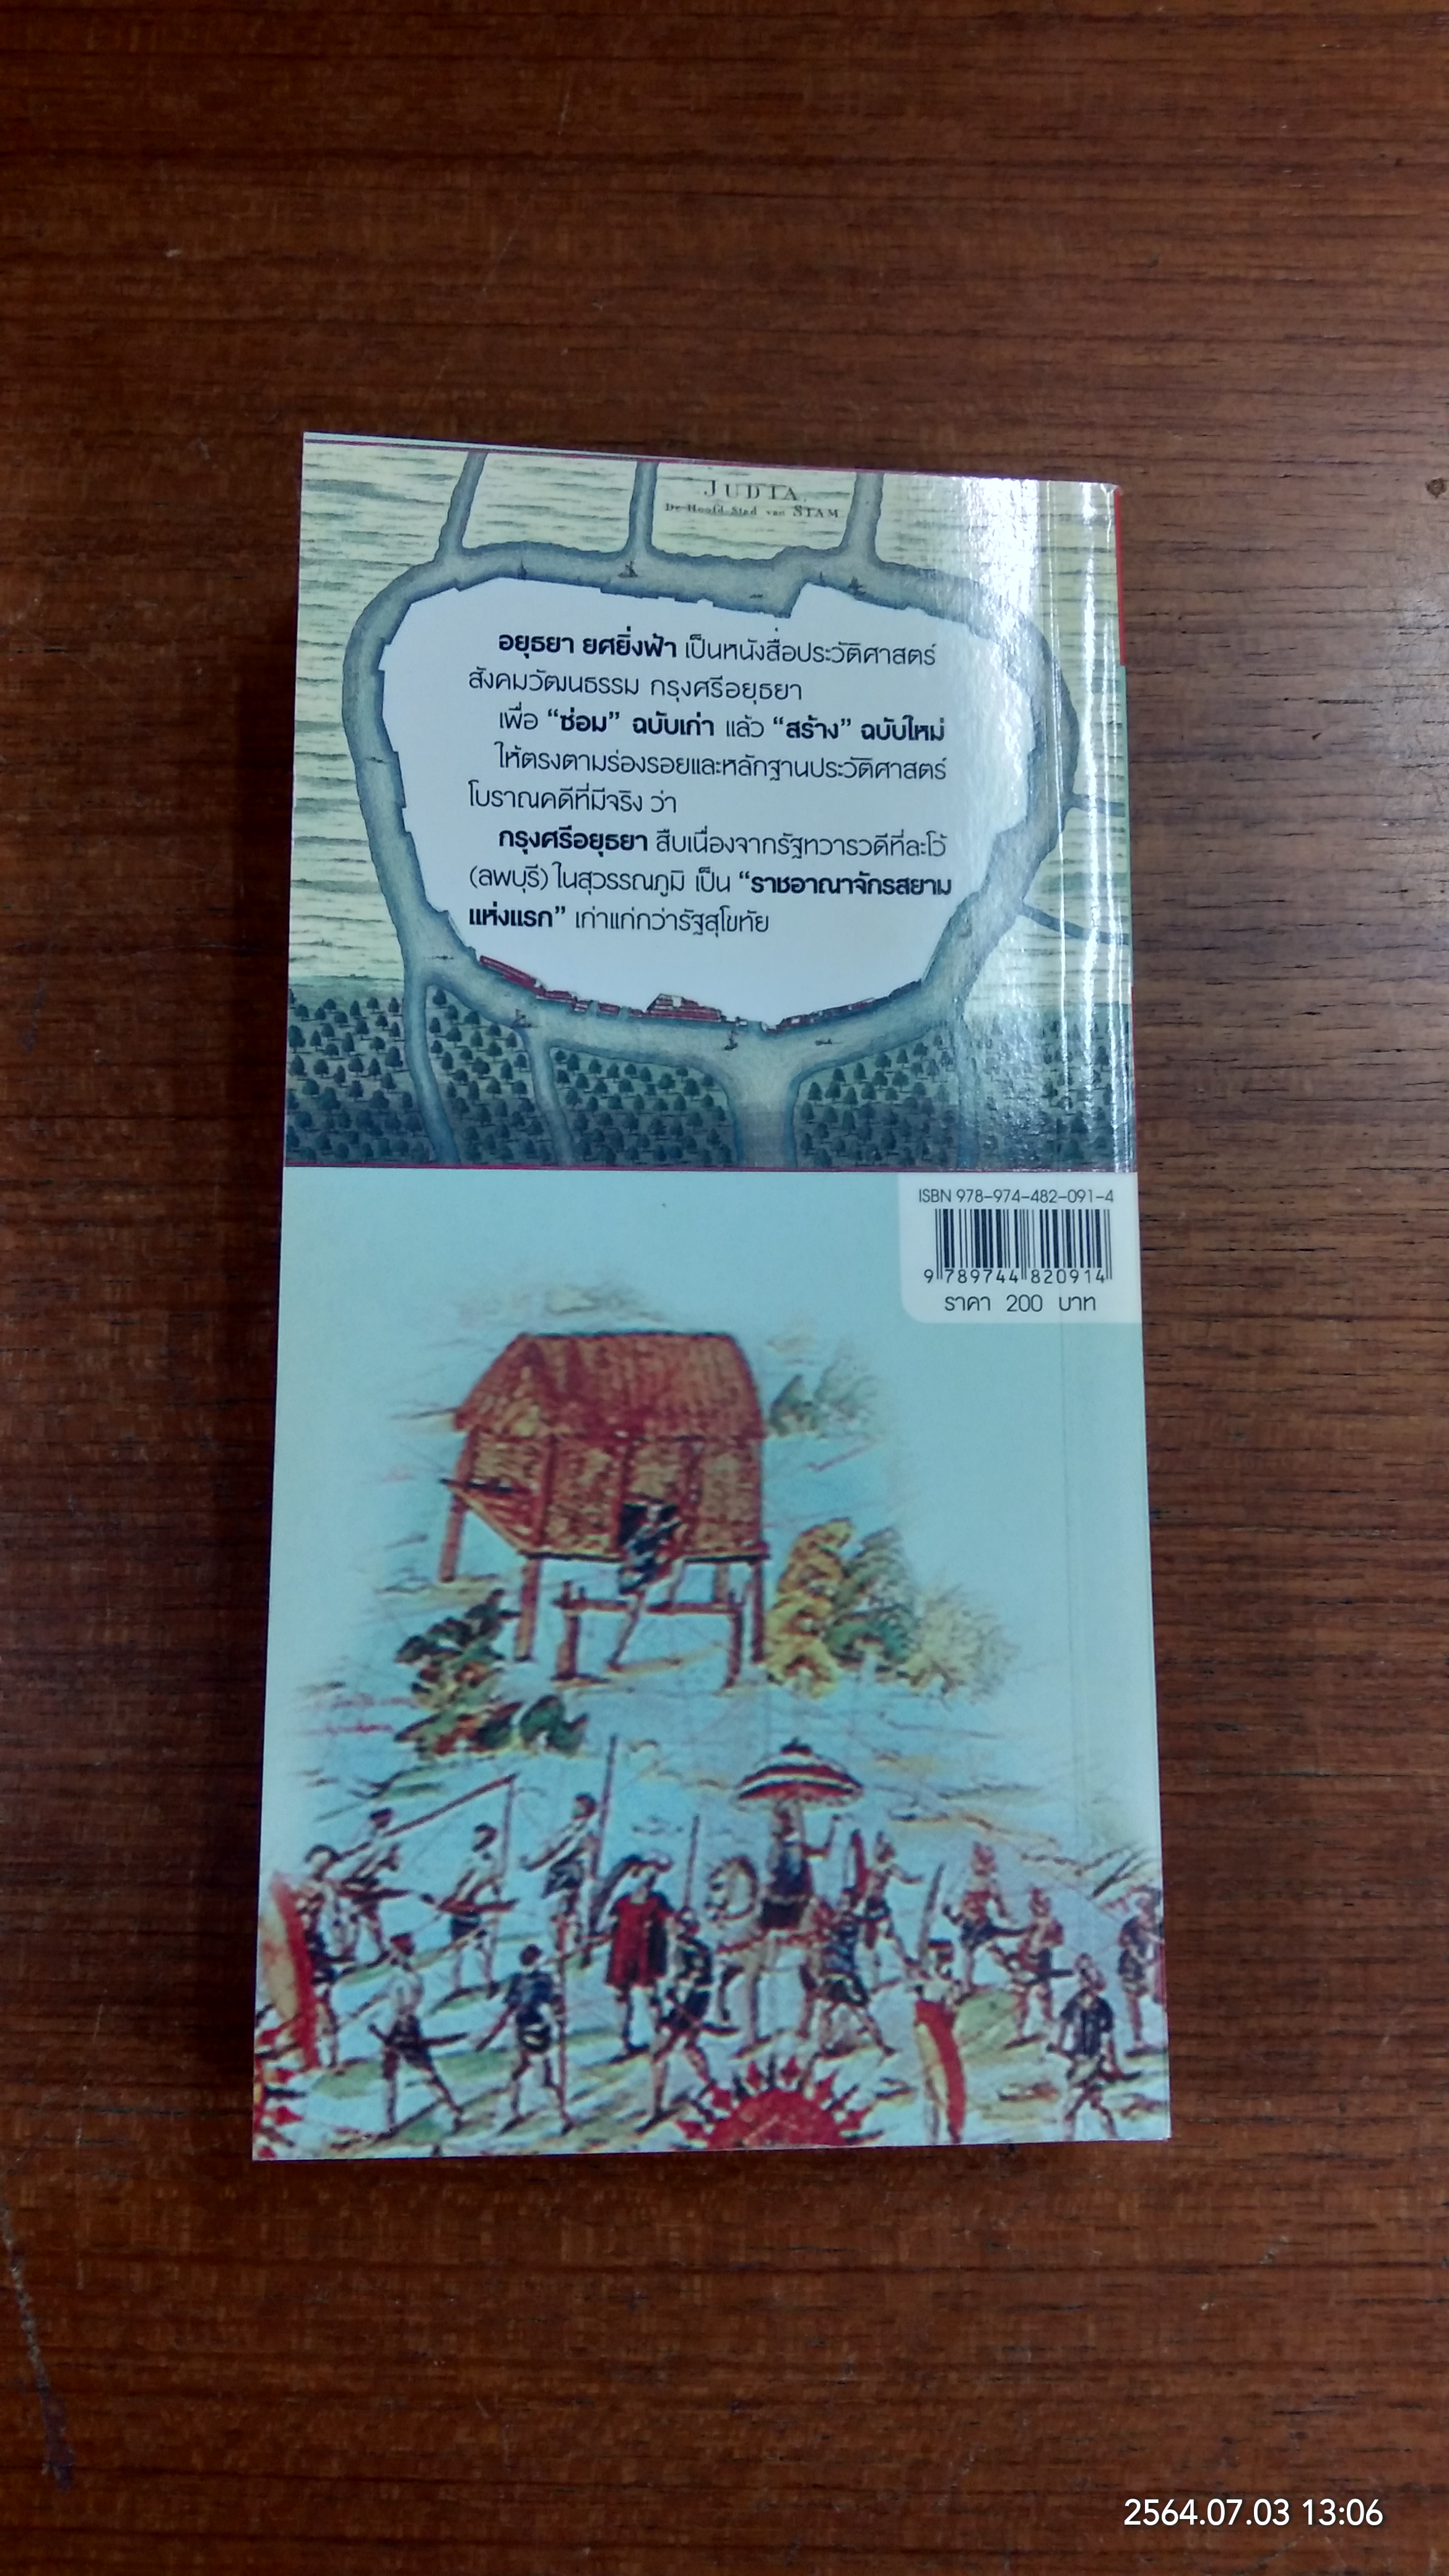 JUDIA,
De Hoofd Stad van SIAM
อยุธยา ยศยิ่งฟ้า เป็นหนังสือประวัติศาสตร์
สังคมวัฒนธรรม กรุงศรีอยุธยา
เพื่อ “ซ่อม” ฉบับเก่า แล้ว “สร้าง” ฉบับใหม่
ให้ตรงตามร่องรอยและหลักฐานประวัติศาสตร์
โบราณคดีที่มีจริง ว่า
กรุงศรีอยุธยา สืบเนื่องจากรัฐทวารวดีที่ละโว้
(ลพบุรี) ในสุวรรณภูมิ เป็น “ราชอาณาจักรสยาม
แห่งแรก” เก่าแก่กว่ารัฐสุโขทัย
ISBN 978-974-482-091-4
9 789744 820914
ราคา 200 บาท
2564.07.03 13:06